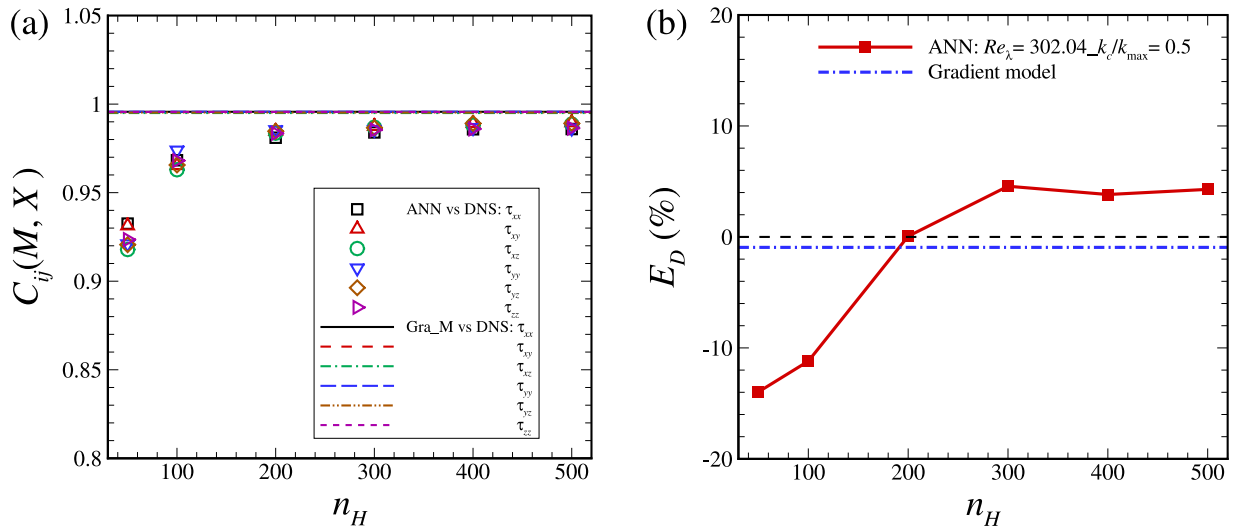 (a)
1.05
1
0.95
0.9
0.85
0.8
C_ij(M, X)
ANN vs DNS: τ_xx
τ_xy
τ_xz
τ_yy
τ_yz
τ_zz
Gra_M vs DNS: τ_xx
τ_xy
τ_xz
τ_yy
τ_yz
τ_zz
100 200 300 400 500
n_H
(b)
20
10
0
-10
-20
E_D (%)
ANN: Re_λ= 302.04_k_c/k_max= 0.5
Gradient model
100 200 300 400 500
n_H